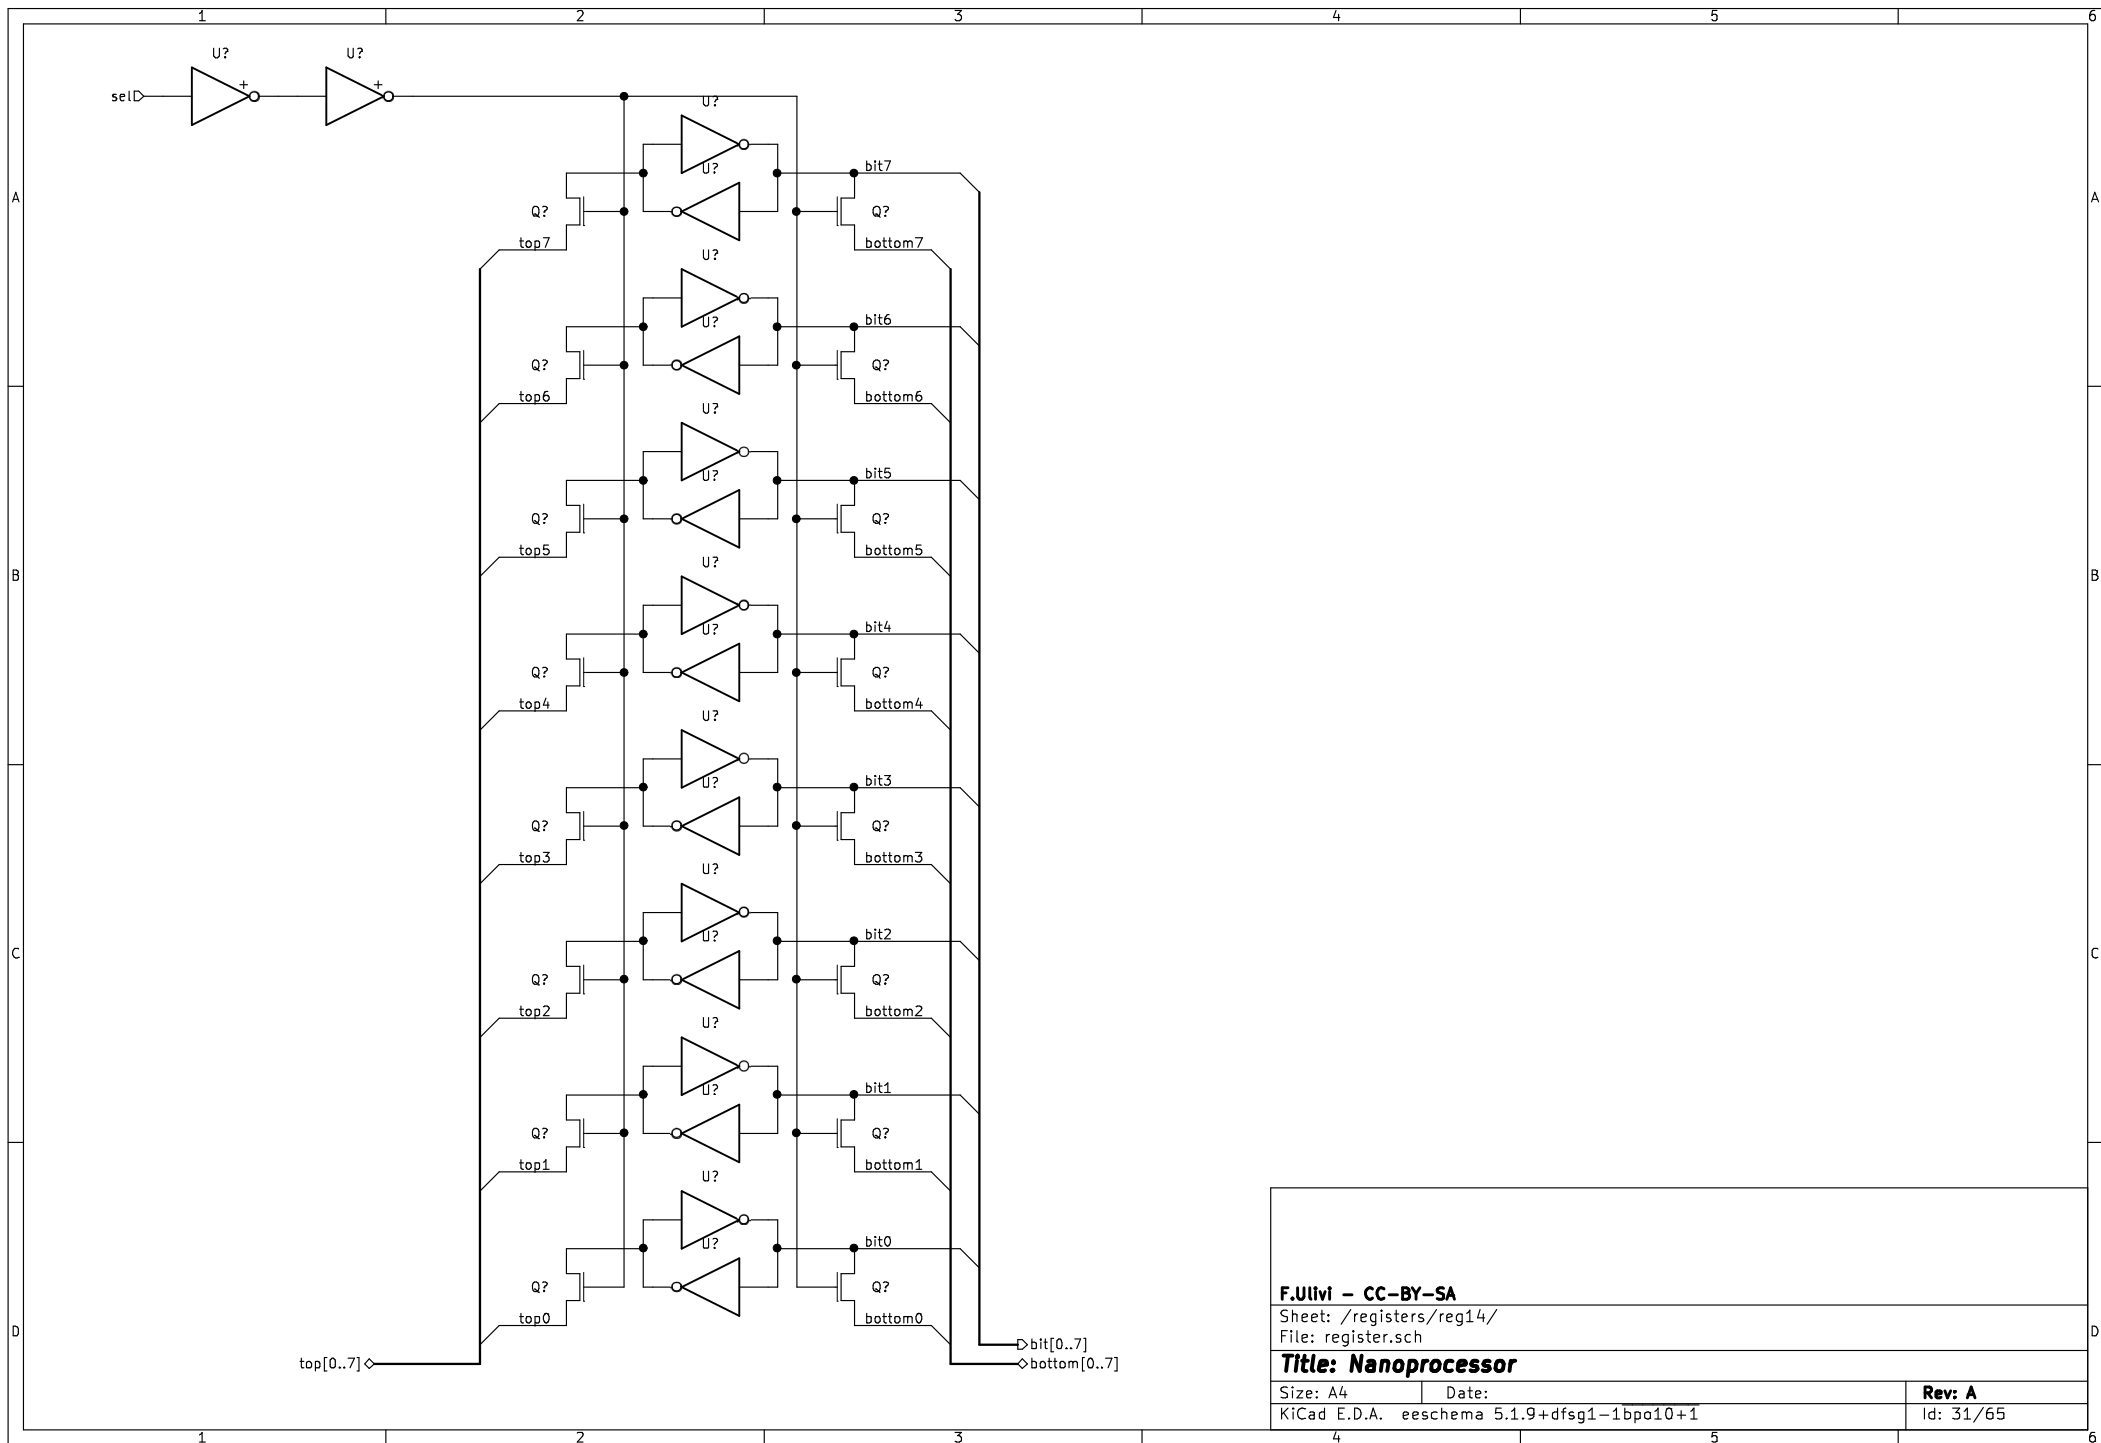 1 2 3 4 5 6
U? U?
sel + +
U?
U? bit7
A A
Q? Q?
top7 bottom7
U?
U? bit6
Q? Q?
top6 bottom6
U?
U? bit5
Q? Q?
top5 bottom5
U?
B B
U? bit4
Q? Q?
top4 bottom4
U?
U? bit3
Q? Q?
top3 bottom3
U?
U? bit2
C C
Q? Q?
top2 bottom2
U?
U? bit1
Q? Q?
top1 bottom1
U?
U? bit0
Q? Q?
top0 bottom0
D D
bit[0..7]
top[0..7] bottom[0..7]
F.Ulivi - CC-BY-SA
Sheet: /registers/reg14/
File: register.sch
Title: Nanoprocessor
Size: A4 Date: Rev: A
KiCad E.D.A. eeschema 5.1.9+dfsg1-1bpo10+1 Id: 31/65
1 2 3 4 5 6